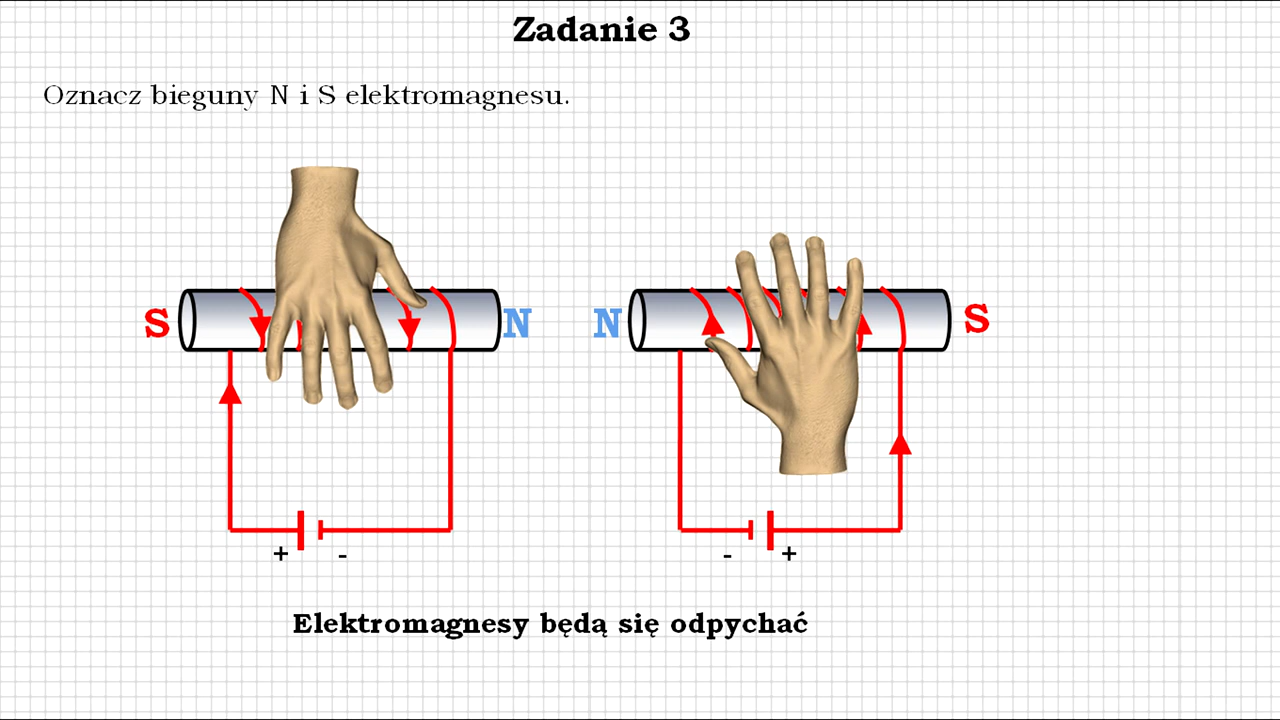 Zadanie 3
Oznacz bieguny N i S elektromagnesu.
S N N S
+ - - +
Elektromagnesy będą się odpychać